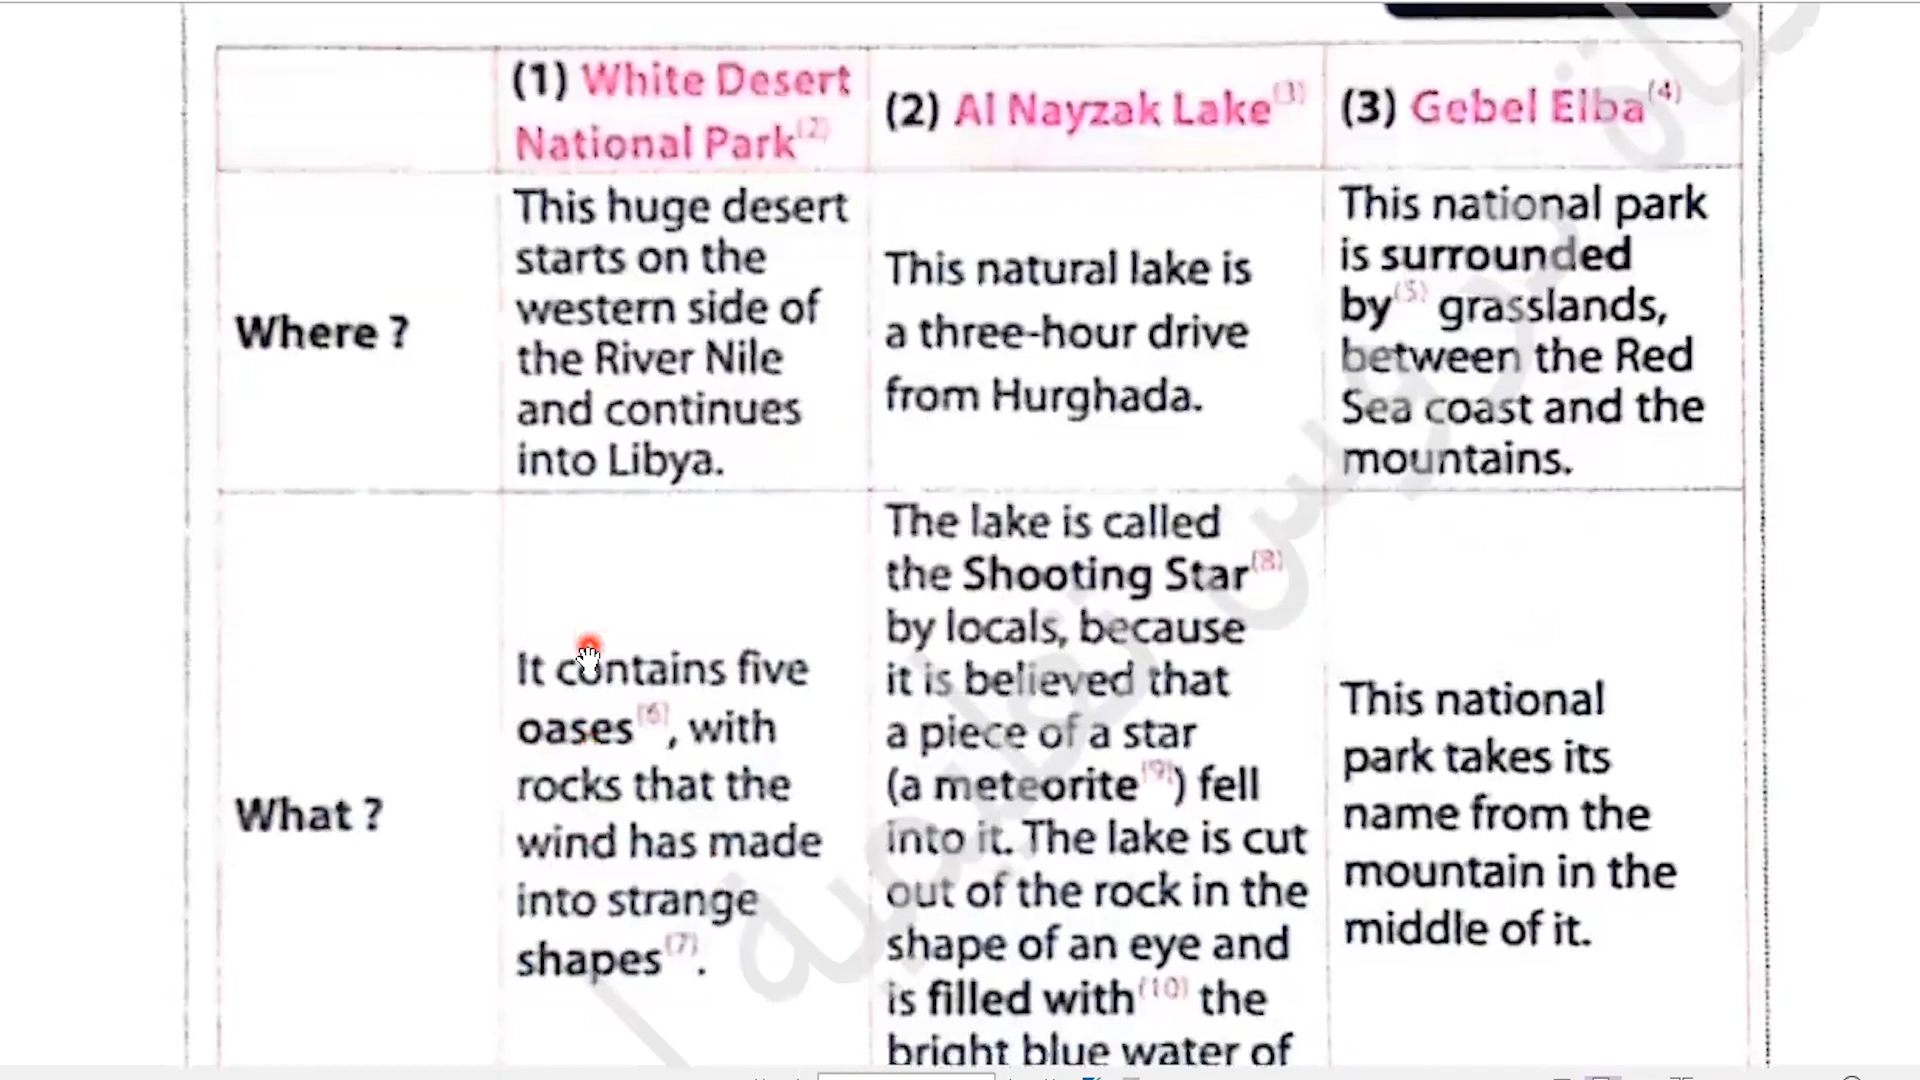 (1) White Desert
National Park(2)
(2) Al Nayzak Lake(3)
(3) Gebel Elba(4)
Where ?
This huge desert
starts on the
western side of
the River Nile
and continues
into Libya.
This natural lake is
a three-hour drive
from Hurghada.
This national park
is surrounded
by(5) grasslands,
between the Red
Sea coast and the
mountains.
What ?
It contains five
oases(6), with
rocks that the
wind has made
into strange
shapes(7).
The lake is called
the Shooting Star(8)
by locals, because
it is believed that
a piece of a star
(a meteorite(9)) fell
into it. The lake is cut
out of the rock in the
shape of an eye and
is filled with(10) the
bright blue water of
This national
park takes its
name from the
mountain in the
middle of it.